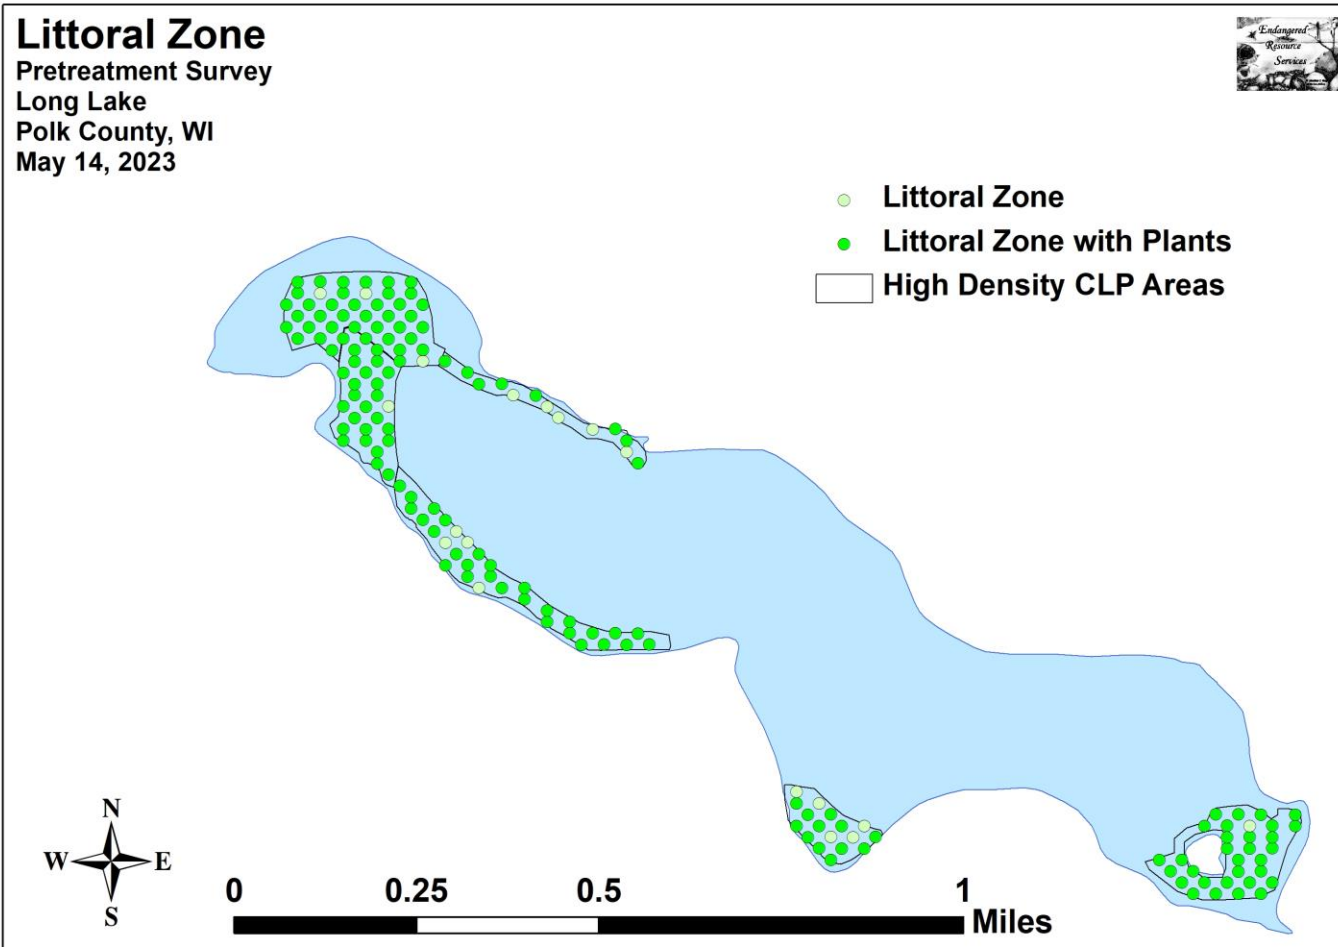 Littoral Zone
Pretreatment Survey
Long Lake
Polk County, WI
May 14, 2023
Endangered
Resource
Services
Littoral Zone
Littoral Zone with Plants
High Density CLP Areas
N
W E
S
0 0.25 0.5 1
Miles